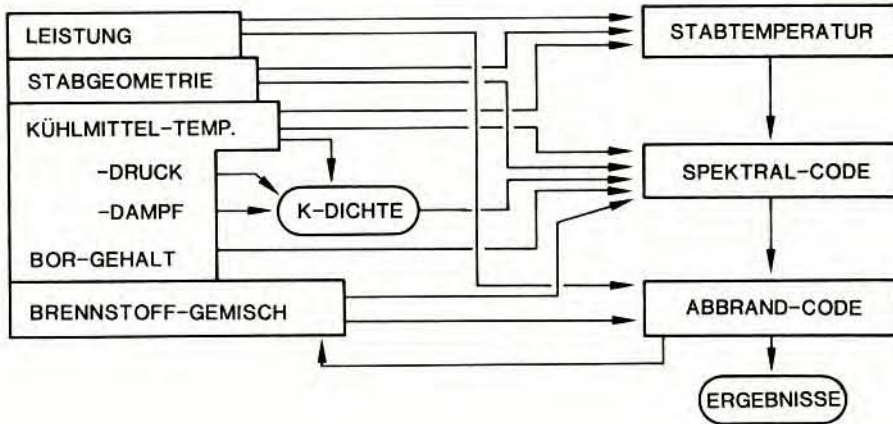 LEISTUNG
STABGEOMETRIE
KÜHLMITTEL-TEMP.
-DRUCK
-DAMPF
BOR-GEHALT
BRENNSTOFF-GEMISCH
K-DICHTE
STABTEMPERATUR
SPEKTRAL-CODE
ABBRAND-CODE
ERGEBNISSE